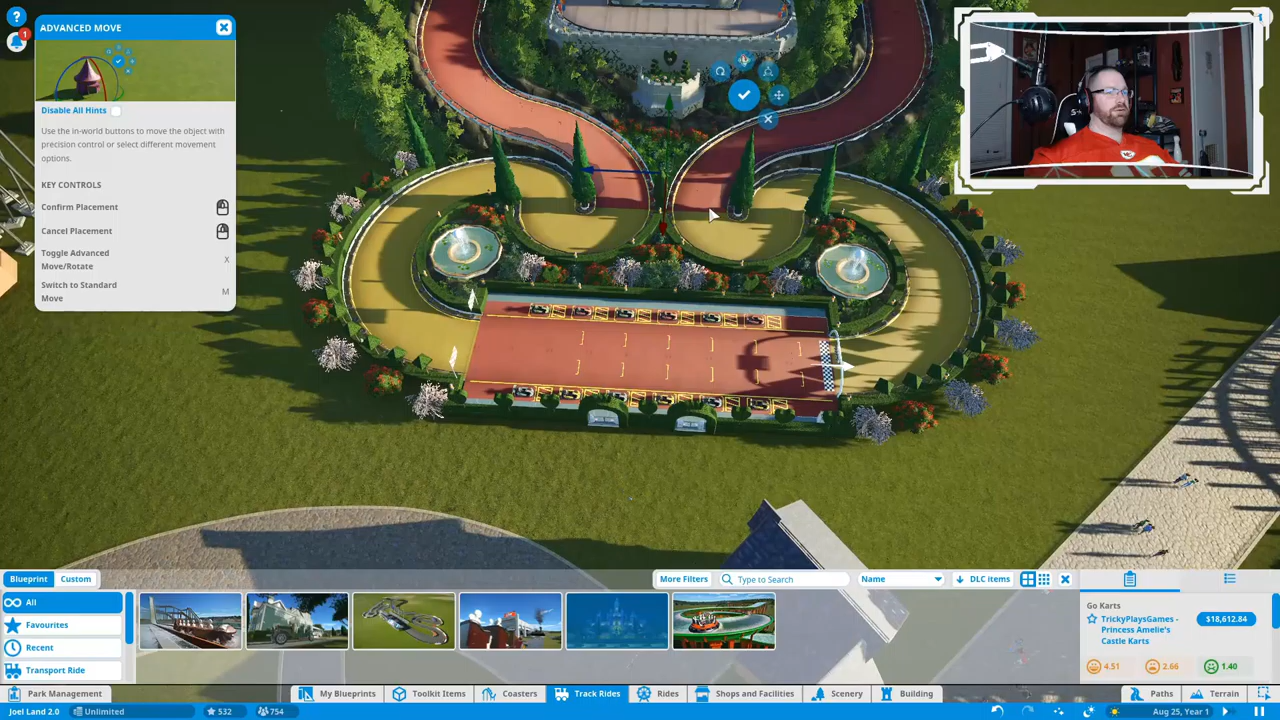 ADVANCED MOVE
Disable All Hints
Use the in-world buttons to move the object with
precision control or select different movement
options.
KEY CONTROLS
Confirm Placement
Cancel Placement
Toggle Advanced
Move/Rotate
X
Switch to Standard
Move
M
?
1
Blueprint
Custom
More Filters
Type to Search
Name
DLC items
All
Favourites
Recent
Transport Ride
Go Karts
TrickyPlaysGames -
Princess Amelie's
Castle Karts
$18,612.84
4.51
2.66
1.40
Park Management
My Blueprints
Toolkit Items
Coasters
Track Rides
Rides
Shops and Facilities
Scenery
Building
Paths
Terrain
Joel Land 2.0
Unlimited
532
754
Aug 25, Year 1